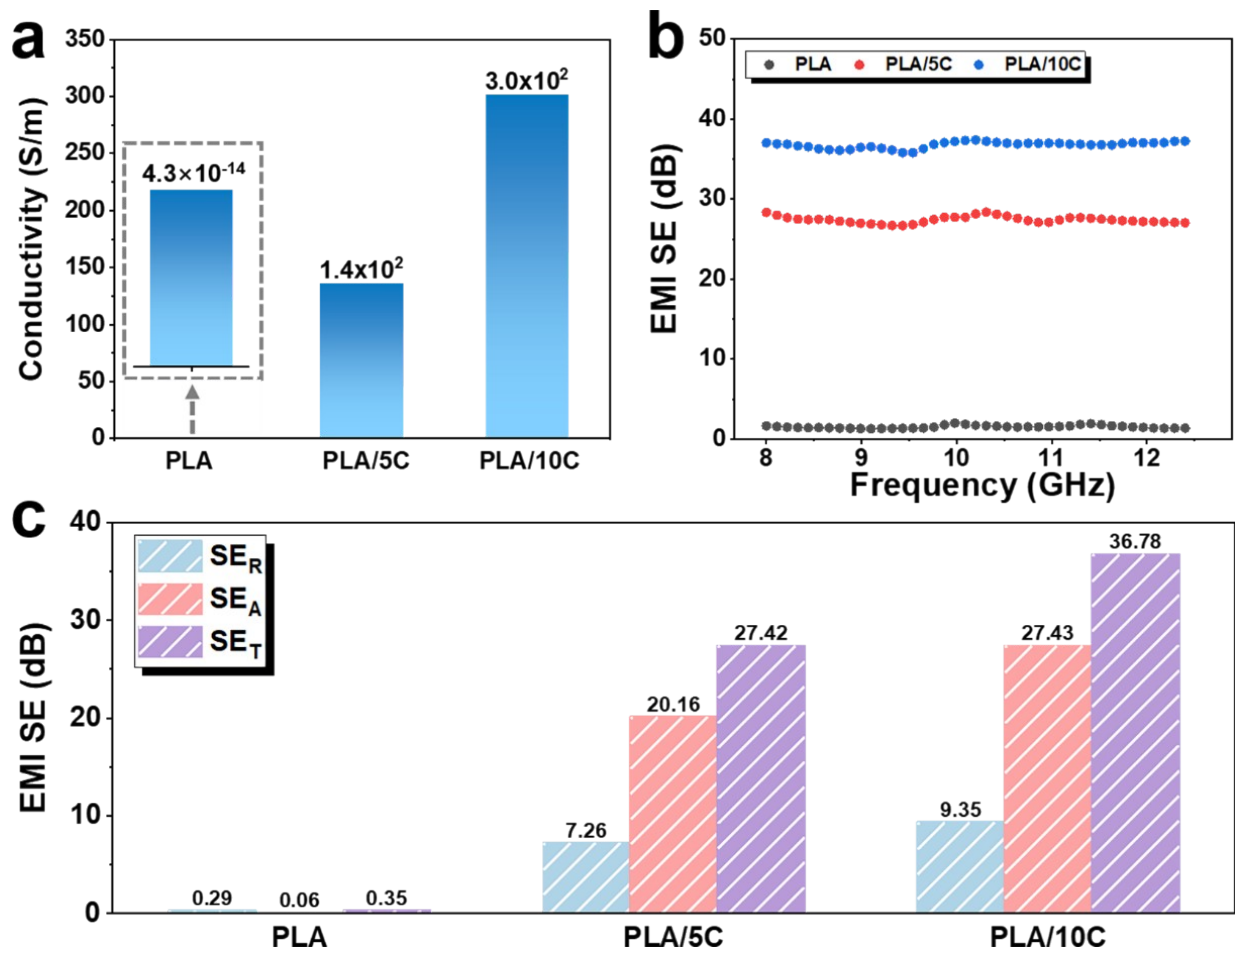 a
350
300
250
200
150
100
50
0
Conductivity (S/m)
4.3×10⁻¹⁴
1.4x10²
3.0x10²
PLA PLA/5C PLA/10C
b
50
40
30
20
10
0
EMI SE (dB)
PLA PLA/5C PLA/10C
8 9 10 11 12
Frequency (GHz)
c
40
30
20
10
0
EMI SE (dB)
SE_R
SE_A
SE_T
0.29 0.06 0.35
7.26 20.16 27.42
9.35 27.43 36.78
PLA PLA/5C PLA/10C